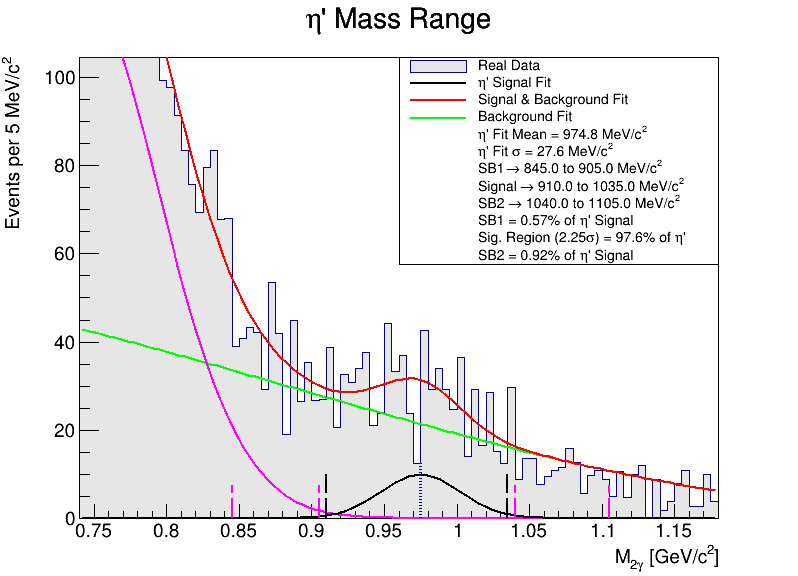 η' Mass Range
Events per 5 MeV/c²
100
80
60
40
20
0
Real Data
η' Signal Fit
Signal & Background Fit
Background Fit
η' Fit Mean = 974.8 MeV/c²
η' Fit σ = 27.6 MeV/c²
SB1 → 845.0 to 905.0 MeV/c²
Signal → 910.0 to 1035.0 MeV/c²
SB2 → 1040.0 to 1105.0 MeV/c²
SB1 = 0.57% of η' Signal
Sig. Region (2.25σ) = 97.6% of η'
SB2 = 0.92% of η' Signal
0.75 0.8 0.85 0.9 0.95 1 1.05 1.1 1.15
M₂γ [GeV/c²]